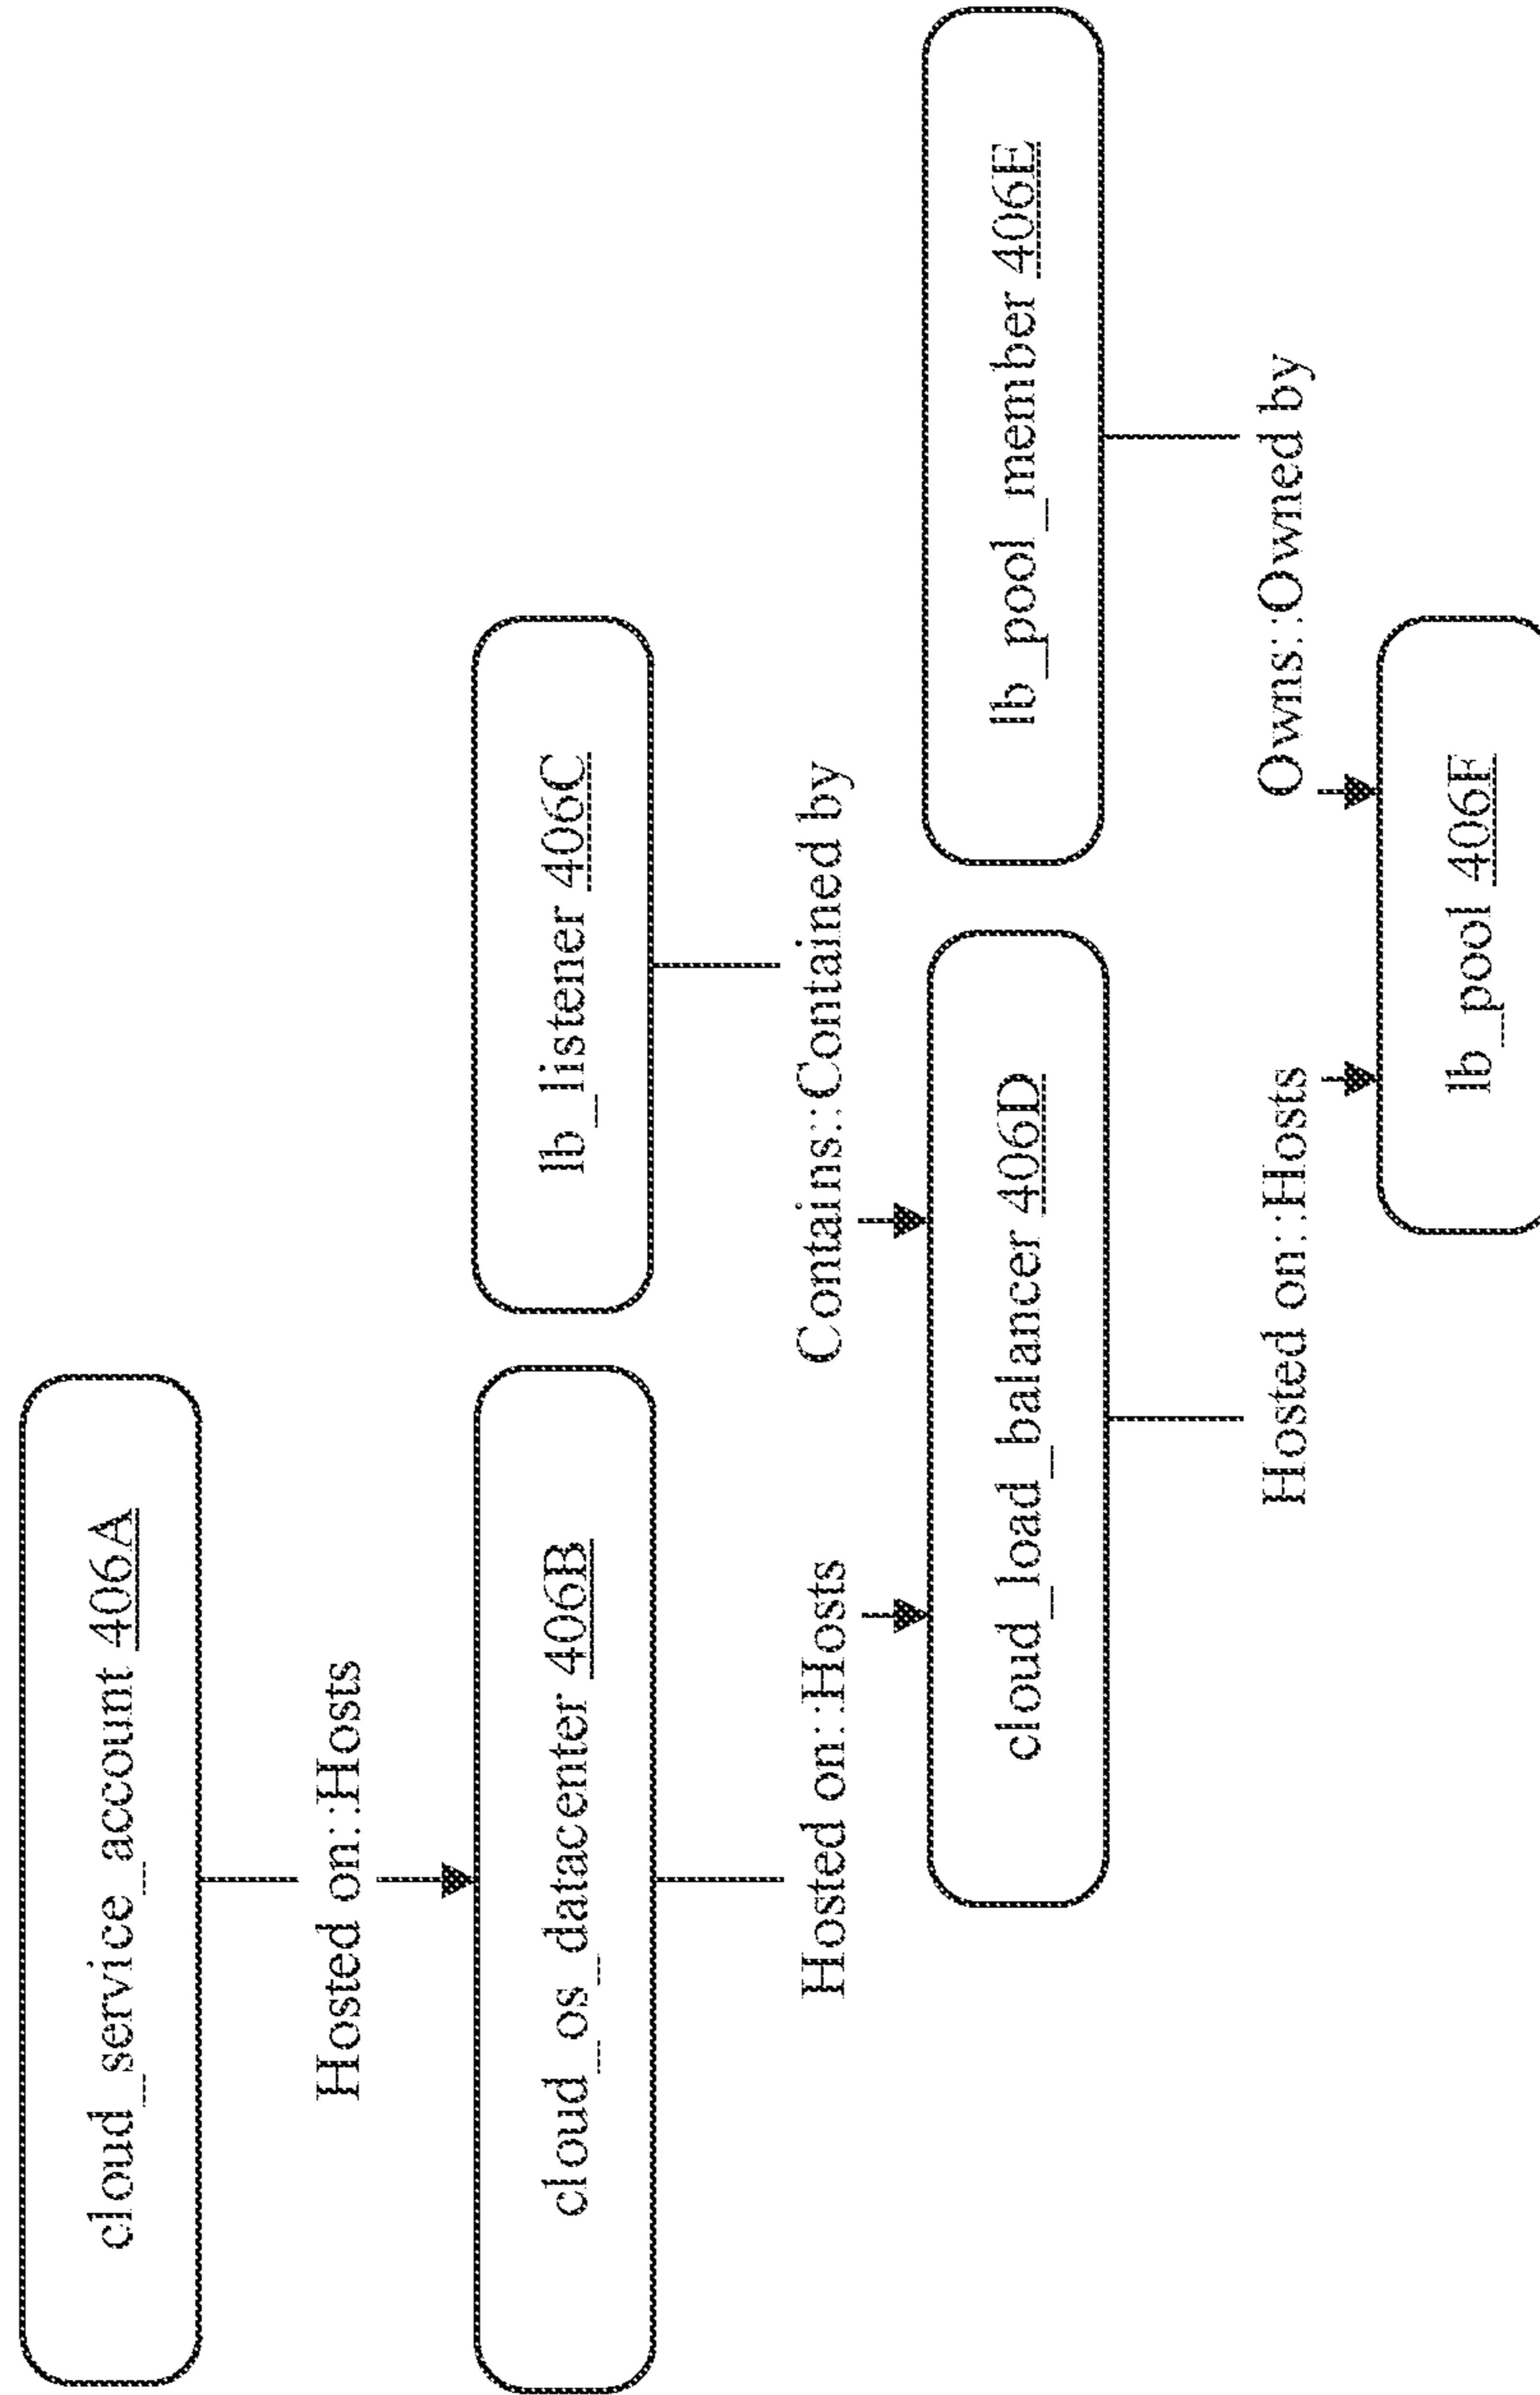 cloud_service_account 406A
Hosted on::Hosts
cloud_os_datacenter 406B
lb_listener 406C
Hosted on::Hosts
Contains::Contained by
cloud_load_balancer 406D
lb_pool_member 406E
Hosted on::Hosts
Owns::Owned by
lb_pool 406F